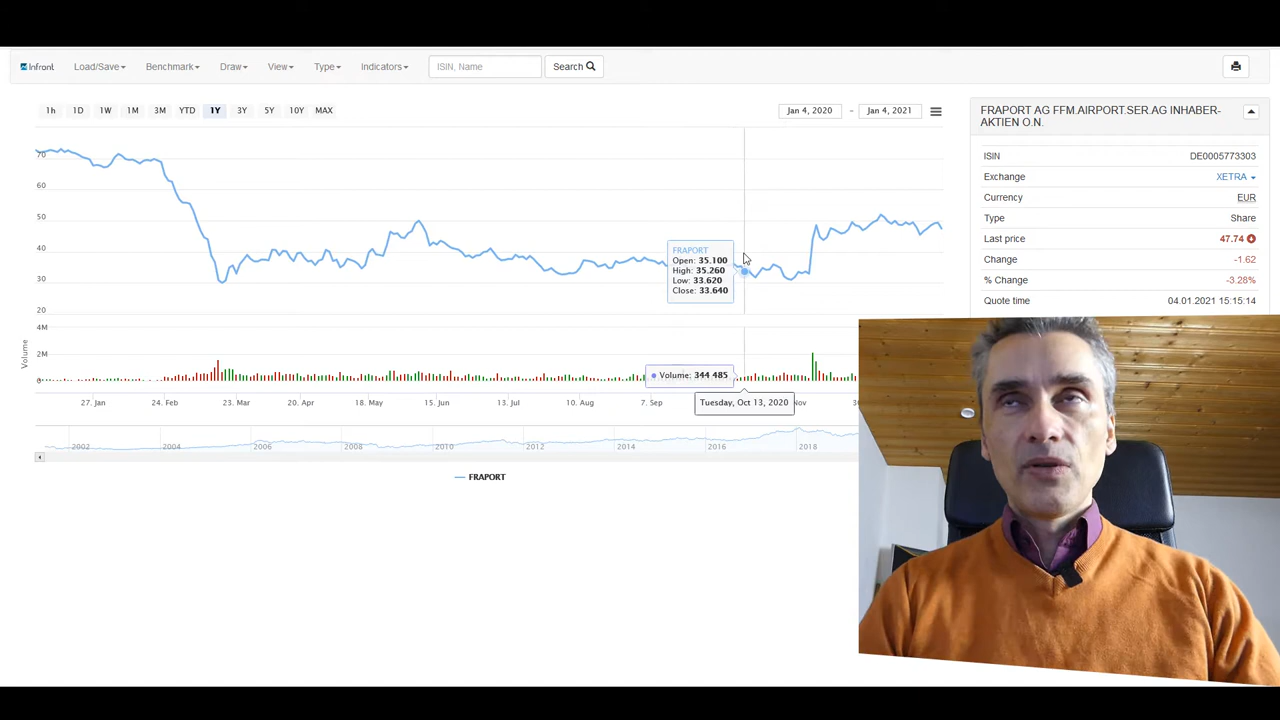 Infront Load/Save Benchmark Draw View Type Indicators ISIN, Name Search
1h 1D 1W 1M 3M YTD 1Y 3Y 5Y 10Y MAX Jan 4, 2020 – Jan 4, 2021
FRAPORT AG FFM.AIRPORT.SER.AG INHABER-
AKTIEN O.N.
ISIN DE0005773303
Exchange XETRA
Currency EUR
Type Share
Last price 47.74
Change -1.62
% Change -3.28%
Quote time 04.01.2021 15:15:14
70
60
50
40
30
20
FRAPORT
Open: 35.100
High: 35.260
Low: 33.620
Close: 33.640
4M
2M
0
Volume
Volume: 344 485
27. Jan 24. Feb 23. Mar 20. Apr 18. May 15. Jun 13. Jul 10. Aug 7. Sep Tuesday, Oct 13, 2020 Nov
2002 2004 2006 2008 2010 2012 2014 2016 2018
FRAPORT